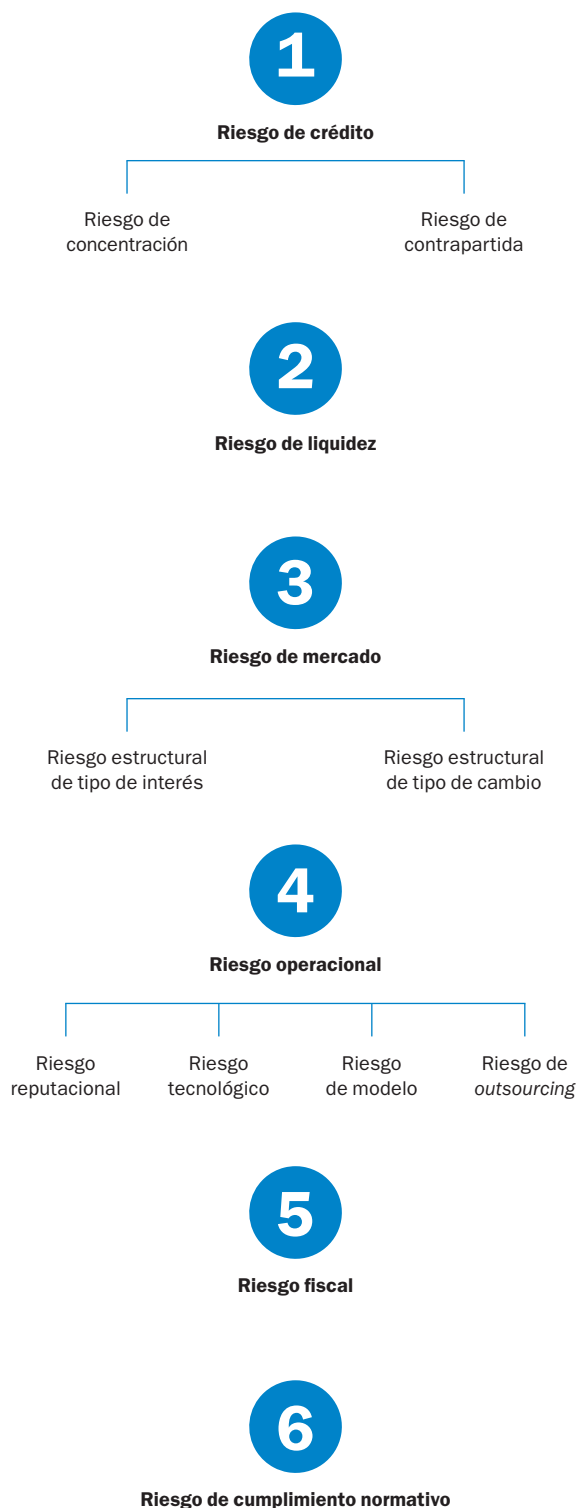 1
Riesgo de crédito
Riesgo de
concentración
Riesgo de
contrapartida
2
Riesgo de liquidez
3
Riesgo de mercado
Riesgo estructural
de tipo de interés
Riesgo estructural
de tipo de cambio
4
Riesgo operacional
Riesgo
reputacional
Riesgo
tecnológico
Riesgo
de modelo
Riesgo de
outsourcing
5
Riesgo fiscal
6
Riesgo de cumplimiento normativo